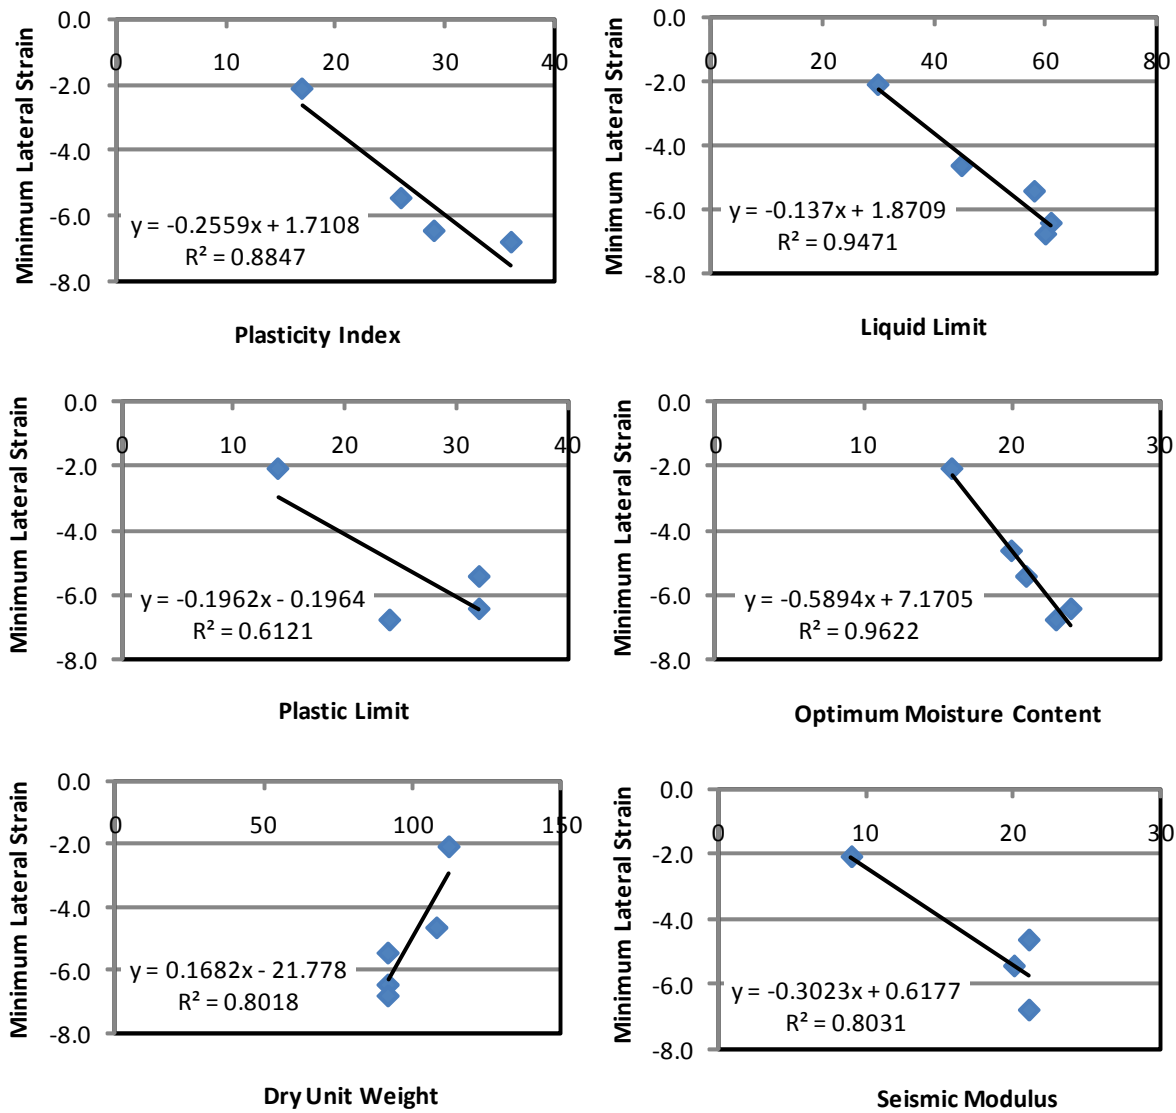 Minimum Lateral Strain
0.0
-2.0
-4.0
-6.0
-8.0
0 10 20 30 40
y = -0.2559x + 1.7108
R² = 0.8847
Plasticity Index
Minimum Lateral Strain
0.0
-2.0
-4.0
-6.0
-8.0
0 20 40 60 80
y = -0.137x + 1.8709
R² = 0.9471
Liquid Limit
Minimum Lateral Strain
0.0
-2.0
-4.0
-6.0
-8.0
0 10 20 30 40
y = -0.1962x - 0.1964
R² = 0.6121
Plastic Limit
Minimum Lateral Strain
0.0
-2.0
-4.0
-6.0
-8.0
0 10 20 30
y = -0.5894x + 7.1705
R² = 0.9622
Optimum Moisture Content
Minimum Lateral Strain
0.0
-2.0
-4.0
-6.0
-8.0
0 50 100 150
y = 0.1682x - 21.778
R² = 0.8018
Dry Unit Weight
Minimum Lateral Strain
0.0
-2.0
-4.0
-6.0
-8.0
0 10 20 30
y = -0.3023x + 0.6177
R² = 0.8031
Seismic Modulus